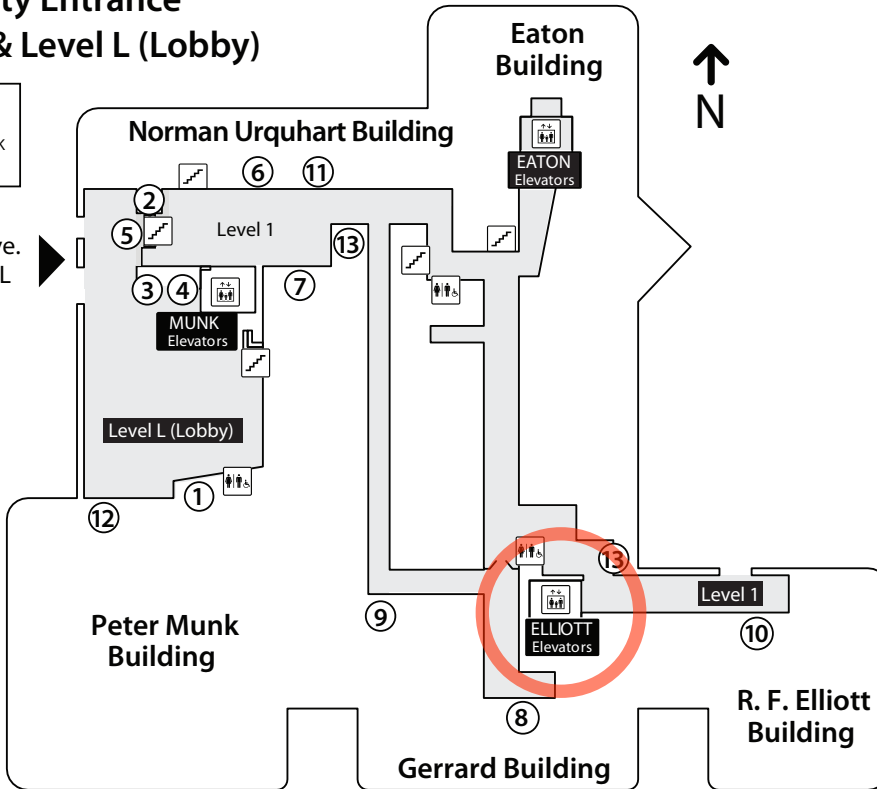 ty Entrance
& Level L (Lobby)
Eaton
Building
N
k
Norman Urquhart Building
6
11
EATON
Elevators
2
5
Level 1
13
ve.
L
3
4
7
MUNK
Elevators
Level L (Lobby)
1
12
13
Level 1
9
ELLIOTT
Elevators
10
Peter Munk
Building
8
R. F. Elliott
Building
Gerrard Building